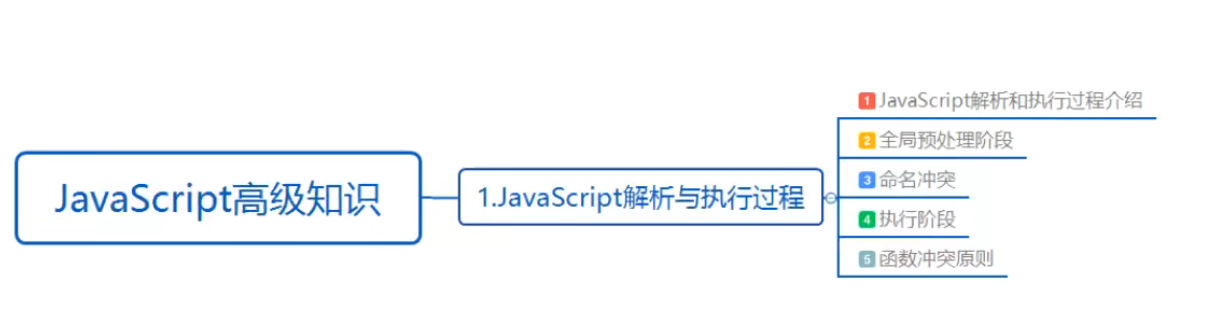 JavaScript高级知识
1.JavaScript解析与执行过程
1 JavaScript解析和执行过程介绍
2 全局预处理阶段
3 命名冲突
4 执行阶段
5 函数冲突原则